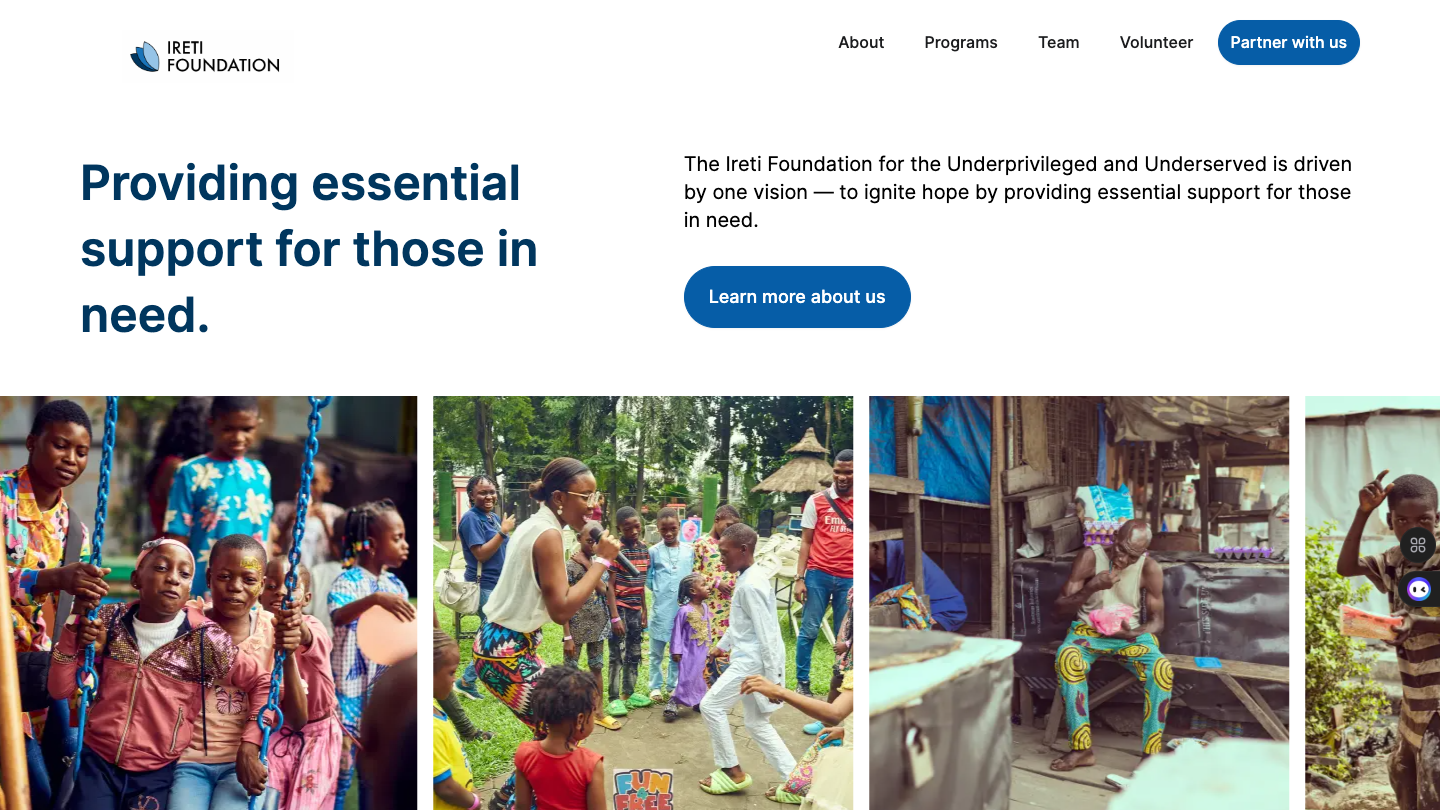 IRETI
FOUNDATION
About
Programs
Team
Volunteer
Partner with us
Providing essential
support for those in
need.
The Ireti Foundation for the Underprivileged and Underserved is driven
by one vision — to ignite hope by providing essential support for those
in need.
Learn more about us
FUN
FREE